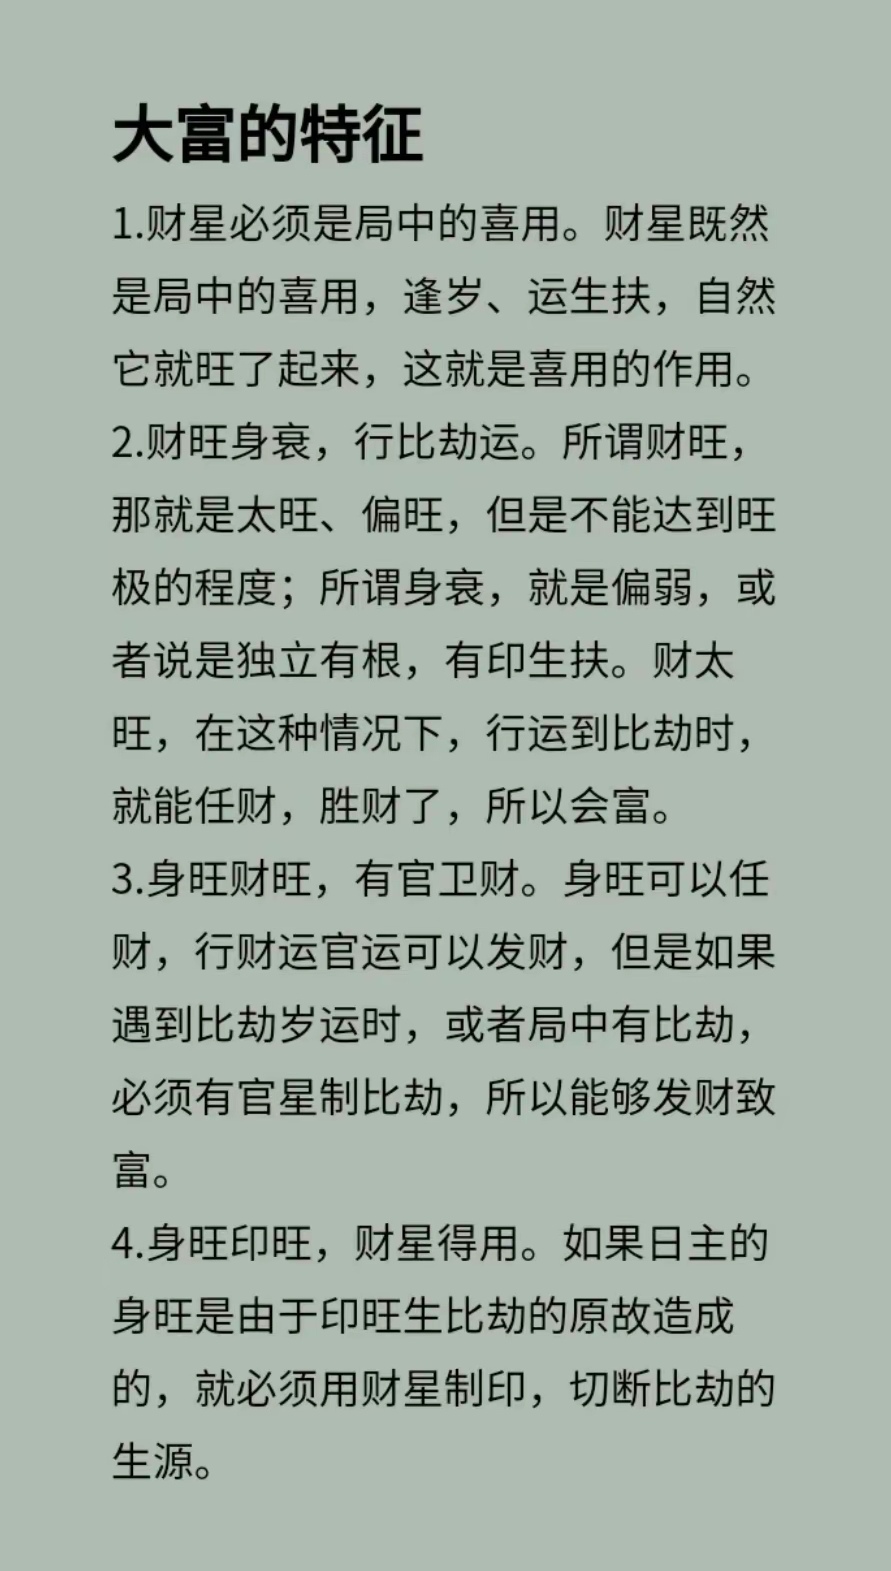 大富的特征
1.财星必须是局中的喜用。财星既然
是局中的喜用，逢岁、运生扶，自然
它就旺了起来，这就是喜用的作用。
2.财旺身衰，行比劫运。所谓财旺，
那就是太旺、偏旺，但是不能达到旺
极的程度；所谓身衰，就是偏弱，或
者说是独立有根，有印生扶。财太
旺，在这种情况下，行运到比劫时，
就能任财，胜财了，所以会富。
3.身旺财旺，有官卫财。身旺可以任
财，行财运官运可以发财，但是如果
遇到比劫岁运时，或者局中有比劫，
必须有官星制比劫，所以能够发财致
富。
4.身旺印旺，财星得用。如果日主的
身旺是由于印旺生比劫的原故造成
的，就必须用财星制印，切断比劫的
生源。